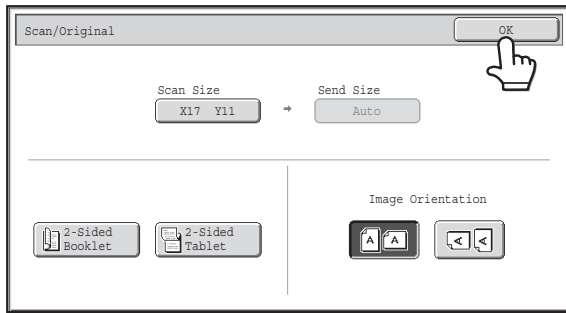 Scan/Original
OK
Scan Size
Send Size
X17 Y11
Auto
Image Orientation
2-Sided
Booklet
2-Sided
Tablet
A
A
A
A